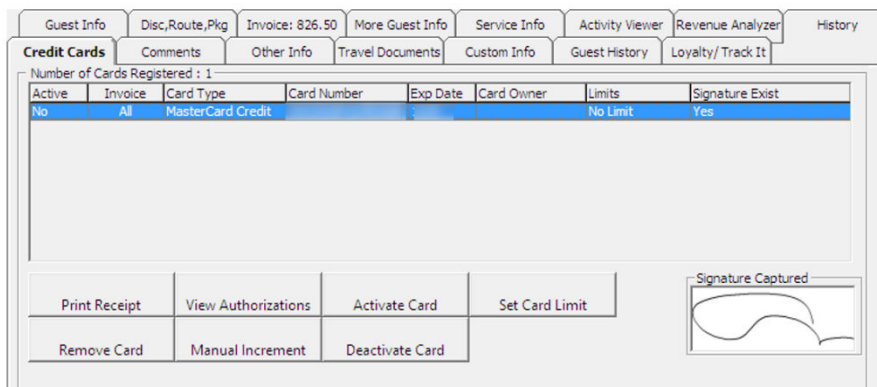 Guest Info Disc,Route,Pkg Invoice: 826.50 More Guest Info Service Info Activity Viewer Revenue Analyzer History
Credit Cards Comments Other Info Travel Documents Custom Info Guest History Loyalty/ Track It
Number of Cards Registered : 1
Active Invoice Card Type Card Number Exp Date Card Owner Limits Signature Exist
No All MasterCard Credit No Limit Yes
Signature Captured
Print Receipt View Authorizations Activate Card Set Card Limit
Remove Card Manual Increment Deactivate Card